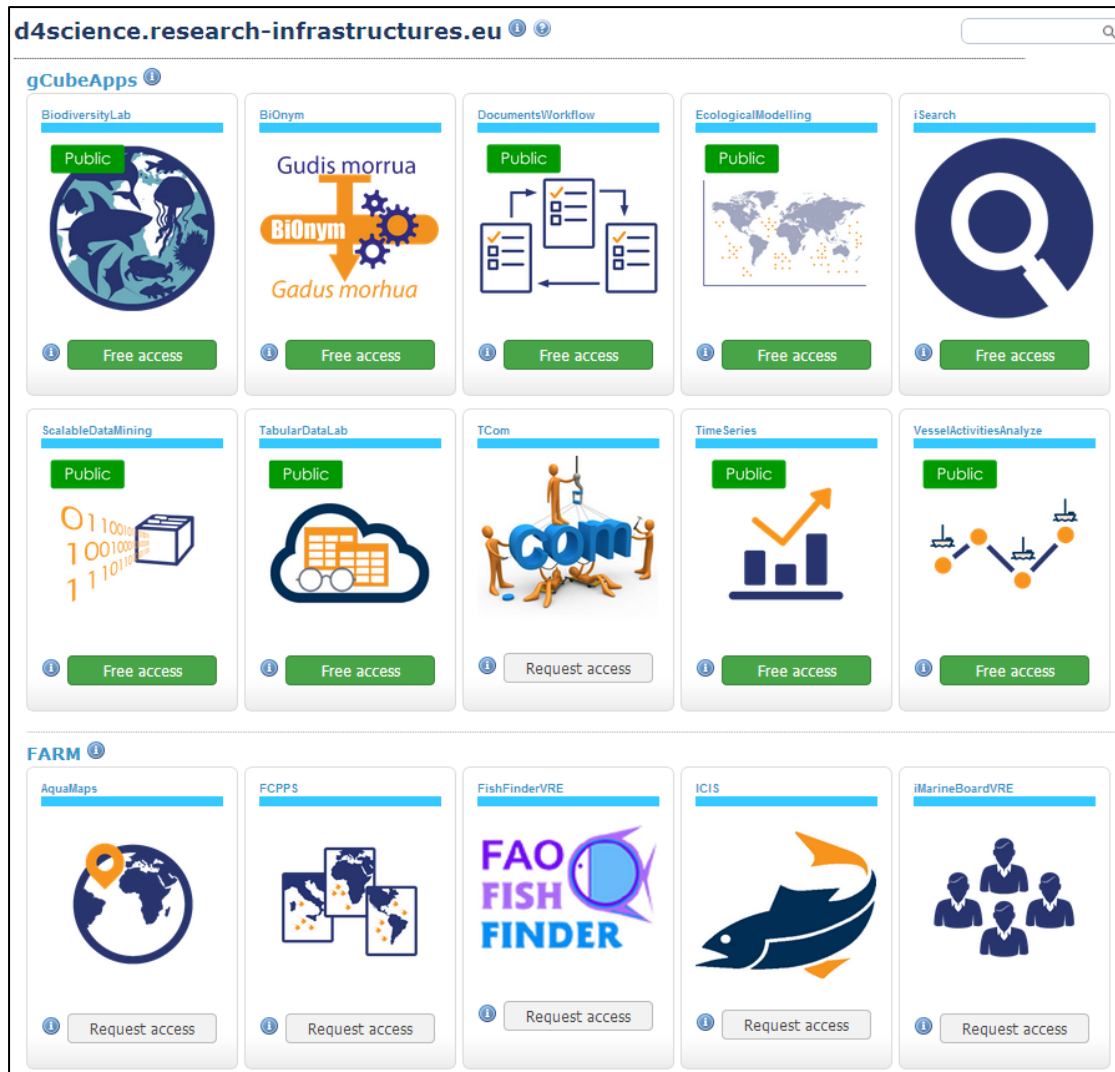 d4science.research-infrastructures.eu
gCubeApps
BiodiversityLab
Public
Free access
BiOnym
Gudis morrua
BiOnym
Gadus morhua
Free access
DocumentsWorkflow
Public
Free access
EcologicalModelling
Public
Free access
iSearch
Free access
ScalableDataMining
Public
Free access
TabularDataLab
Public
Free access
TCom
com
Request access
TimeSeries
Public
Free access
VesselActivitiesAnalyze
Public
Free access
FARM
AquaMaps
Request access
FCPPS
Request access
FishFinderVRE
FAO
FISH
FINDER
Request access
ICIS
Request access
iMarineBoardVRE
Request access